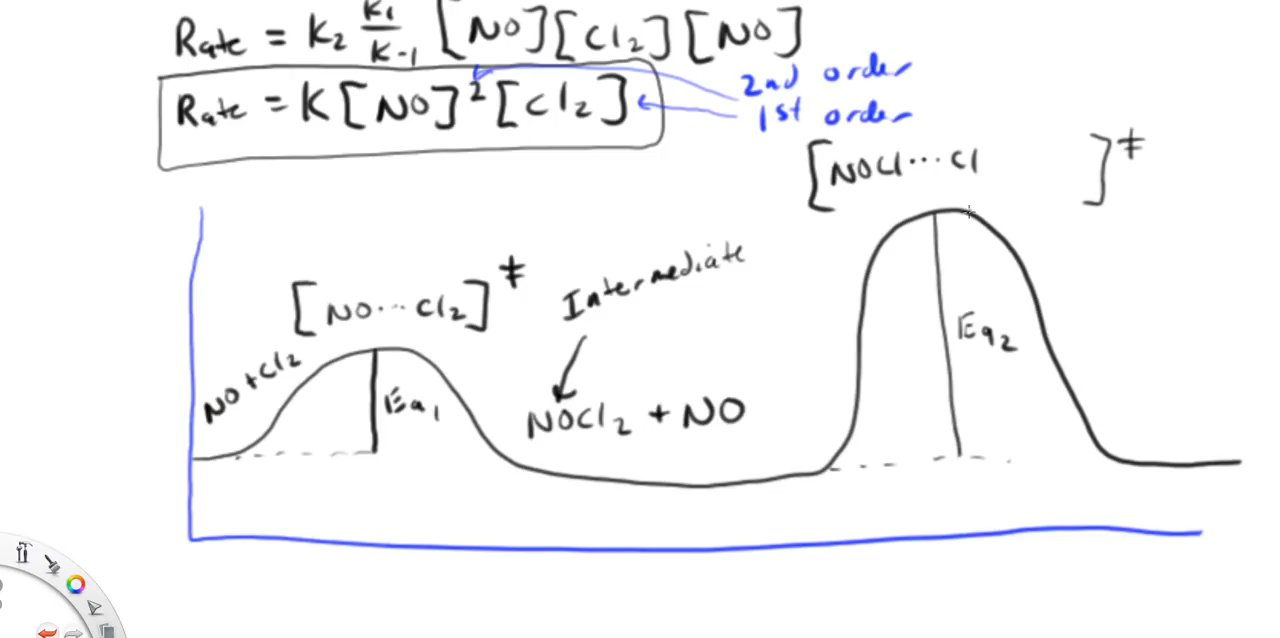 Rate = K₂ K₁/K₋₁ [NO][Cl₂][NO]
Rate = K[NO]²[Cl₂]
2nd order
1st order
[NOCl···Cl ]‡
Intermediate
[NO···Cl₂]‡
NO+Cl₂
Ea₁
NOCl₂ + NO
Ea₂